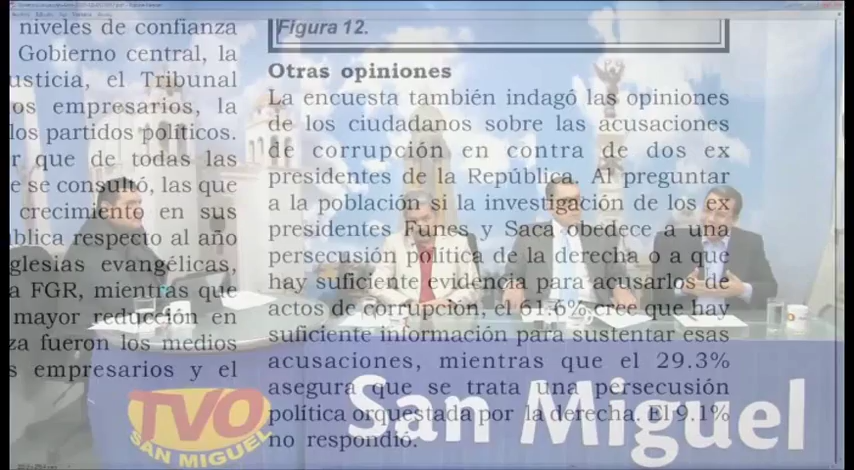 niveles de confianza
Gobierno central, la
usticia, el Tribunal
os empresarios, la
los partidos políticos.
r que de todas las
e se consultó, las que
crecimiento en sus
ública respecto al año
glesias evangélicas,
a FGR, mientras que
mayor reducción en
za fueron los medios
s empresarios y el
Figura 12.
Otras opiniones
La encuesta también indagó las opiniones
de los ciudadanos sobre las acusaciones
de corrupción en contra de dos ex
presidentes de la República. Al preguntar
a la población si la investigación de los ex
presidentes Funes y Saca obedece a una
persecusión política de la derecha o a que
hay suficiente evidencia para acusarlos de
actos de corrupción, el 61.6% cree que hay
suficiente información para sustentar esas
acusaciones, mientras que el 29.3%
asegura que se trata una persecusión
política orquestada por la derecha. El 9.1%
no respondió.
TVO
SAN MIGUEL
San Miguel